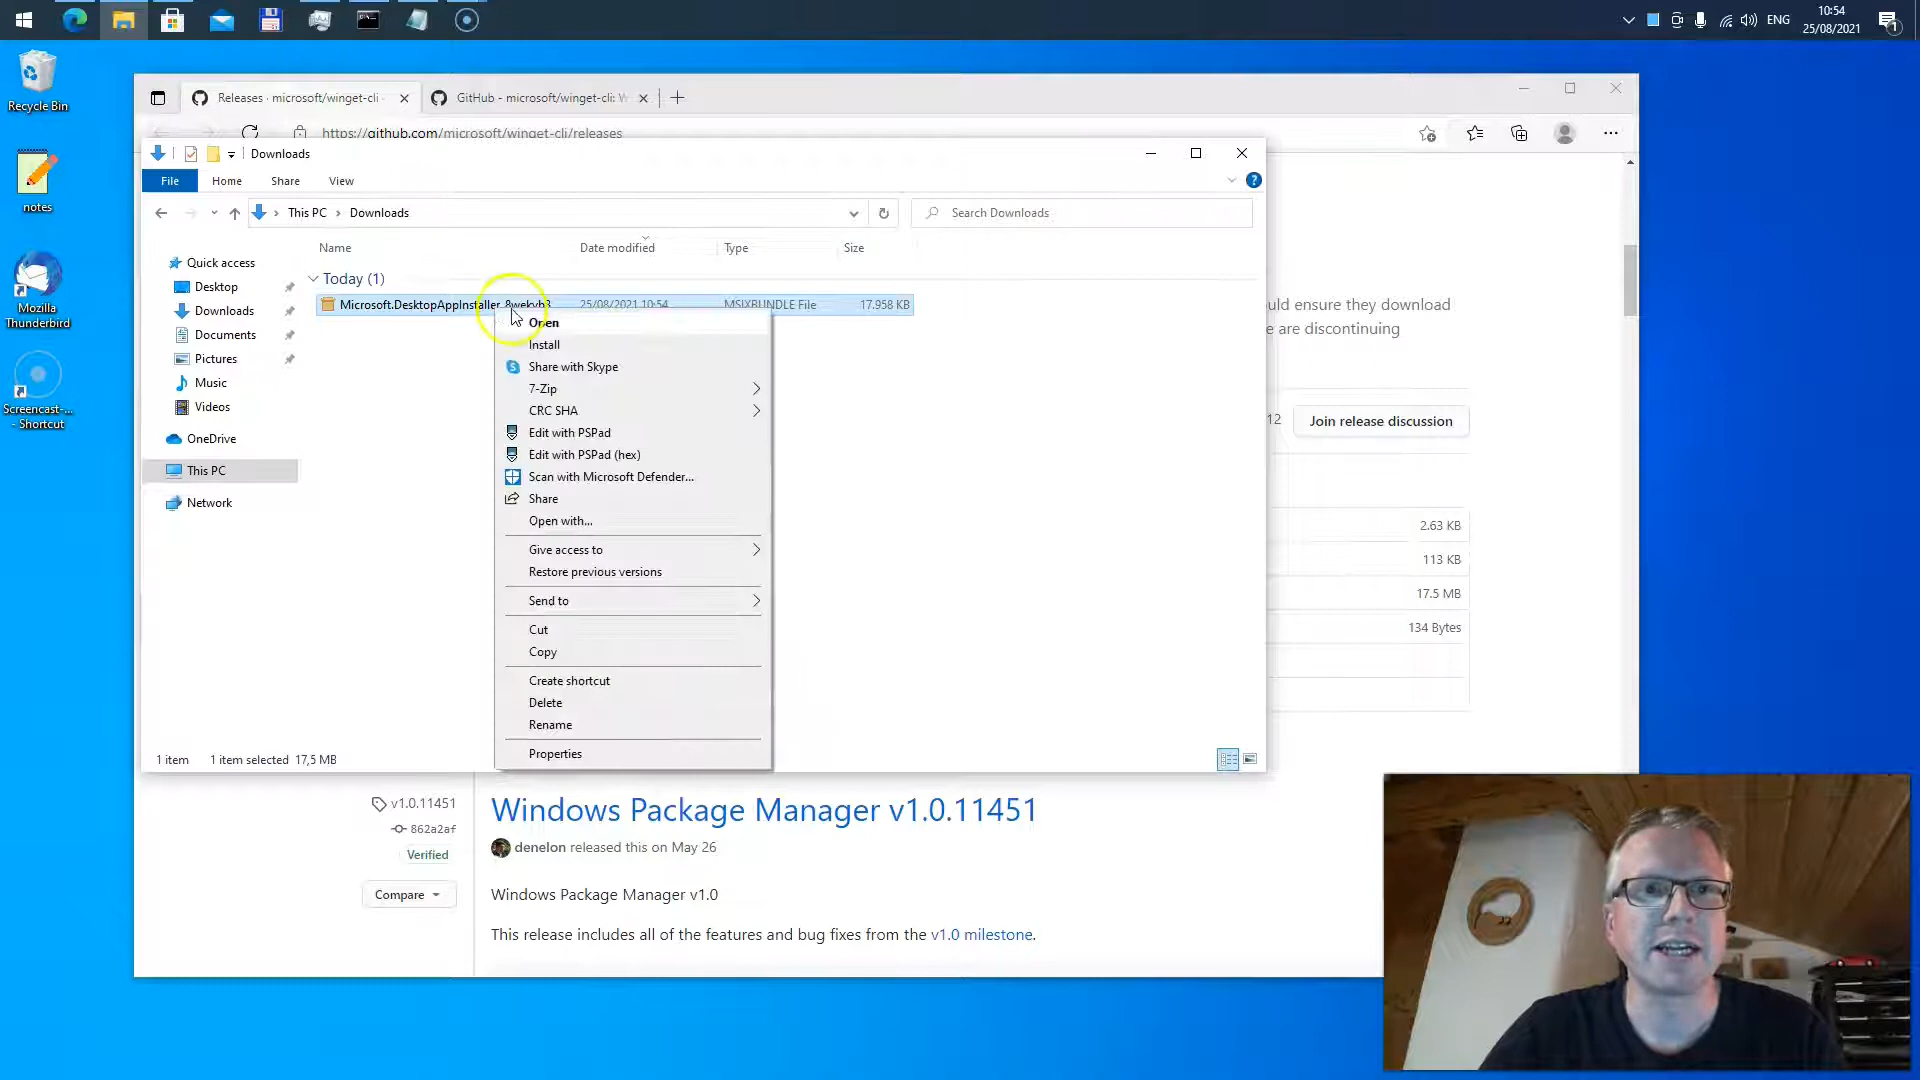 ENG
10:54
25/08/2021
1
Recycle Bin
notes
Mozilla
Thunderbird
Screencast-...
- Shortcut
Releases · microsoft/winget-cli ·
GitHub - microsoft/winget-cli: W
https://github.com/microsoft/winget-cli/releases
Downloads
File
Home
Share
View
This PC
Downloads
Search Downloads
Name
Date modified
Type
Size
Quick access
Desktop
Downloads
Documents
Pictures
Music
Videos
OneDrive
This PC
Network
Today (1)
Microsoft.DesktopAppInstaller_8wekyb3
25/08/2021 10:54
MSIXBUNDLE File
17.958 KB
Open
Install
Share with Skype
7-Zip
CRC SHA
Edit with PSPad
Edit with PSPad (hex)
Scan with Microsoft Defender...
Share
Open with...
Give access to
Restore previous versions
Send to
Cut
Copy
Create shortcut
Delete
Rename
Properties
1 item
1 item selected 17,5 MB
uld ensure they download
e are discontinuing
12
Join release discussion
2.63 KB
113 KB
17.5 MB
134 Bytes
v1.0.11451
862a2af
Verified
Compare
Windows Package Manager v1.0.11451
denelon released this on May 26
Windows Package Manager v1.0
This release includes all of the features and bug fixes from the v1.0 milestone.